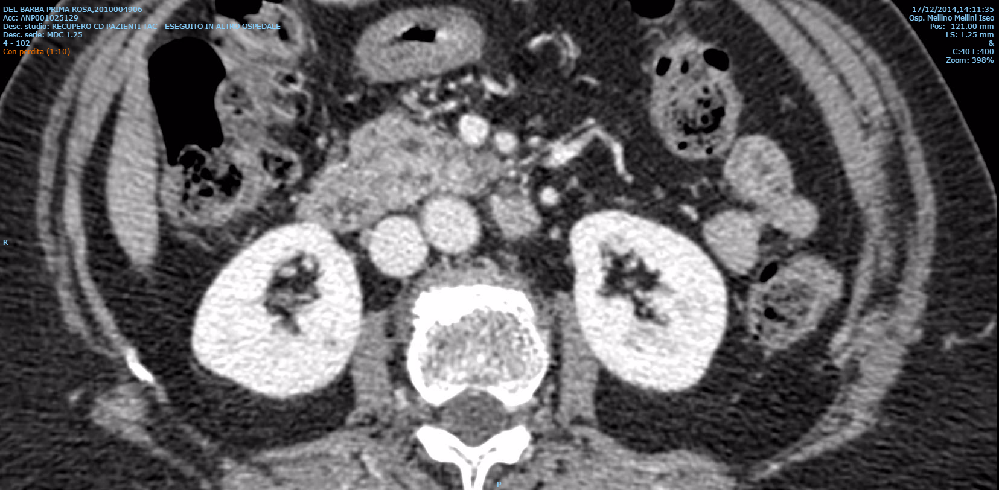 DEL BARBA PRIMA ROSA,2010004906
Acc: ANP001025129
Desc. studio: RECUPERO CD PAZIENTI TAC - ESEGUITO IN ALTRO OSPEDALE
Desc. serie: MDC 1.25
4 - 102
Con perdita (1:10)
17/12/2014,14:11:35
Osp. Mellino Mellini Iseo
Pos: -121.00 mm
LS: 1.25 mm
&
C:40 L:400
Zoom: 398%
R
P